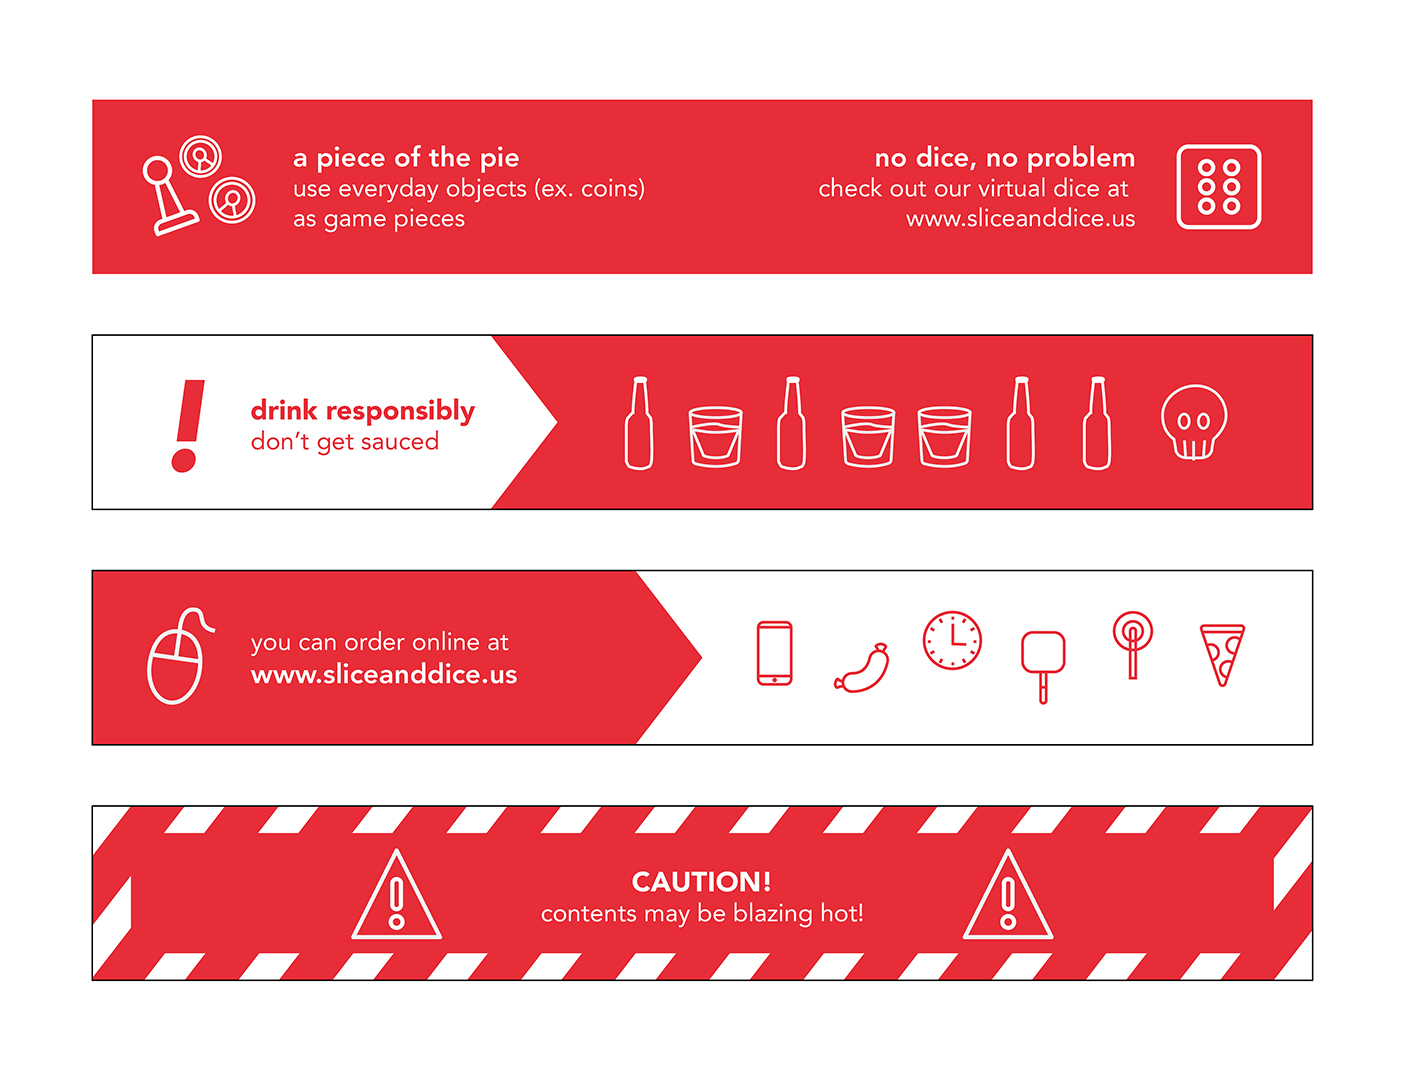 a piece of the pie
use everyday objects (ex. coins)
as game pieces
no dice, no problem
check out our virtual dice at
www.sliceanddice.us
drink responsibly
don’t get sauced
you can order online at
www.sliceanddice.us
CAUTION!
contents may be blazing hot!